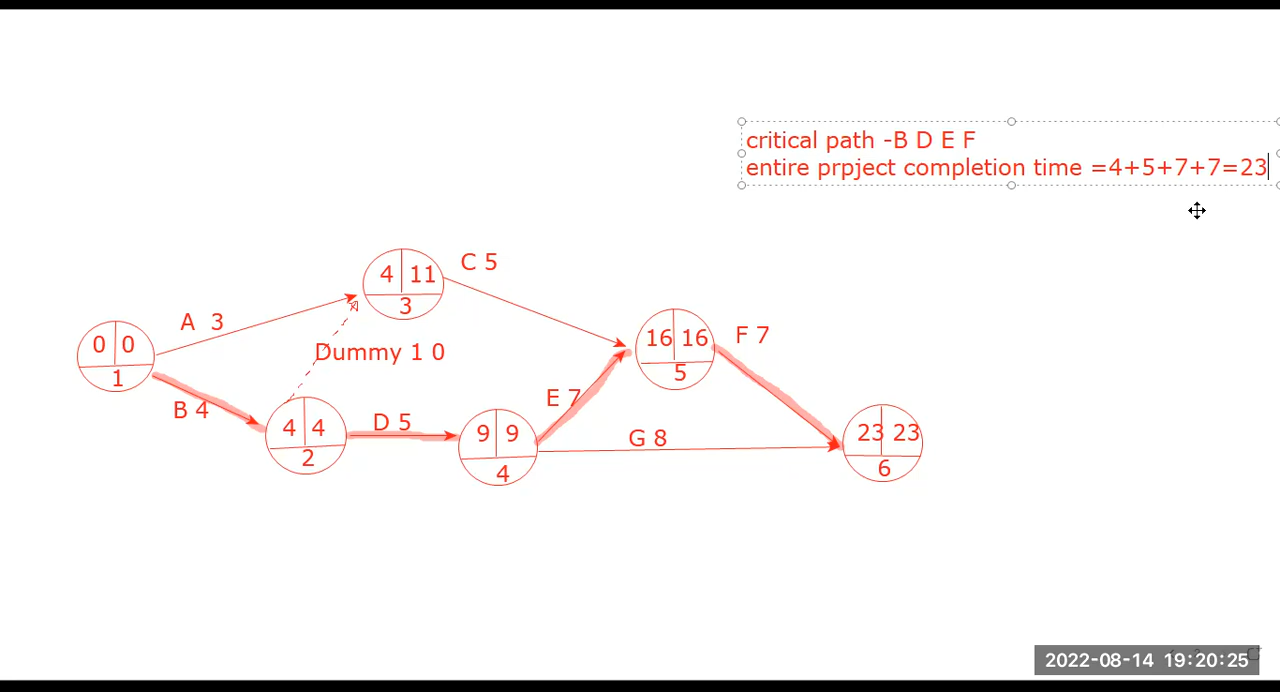 critical path -B D E F
entire prpject completion time =4+5+7+7=23
4 11
3
C 5
A 3
0 0
1
Dummy 1 0
16 16
5
F 7
B 4
4 4
2
D 5
9 9
4
E 7
G 8
23 23
6
2022-08-14 19:20:25